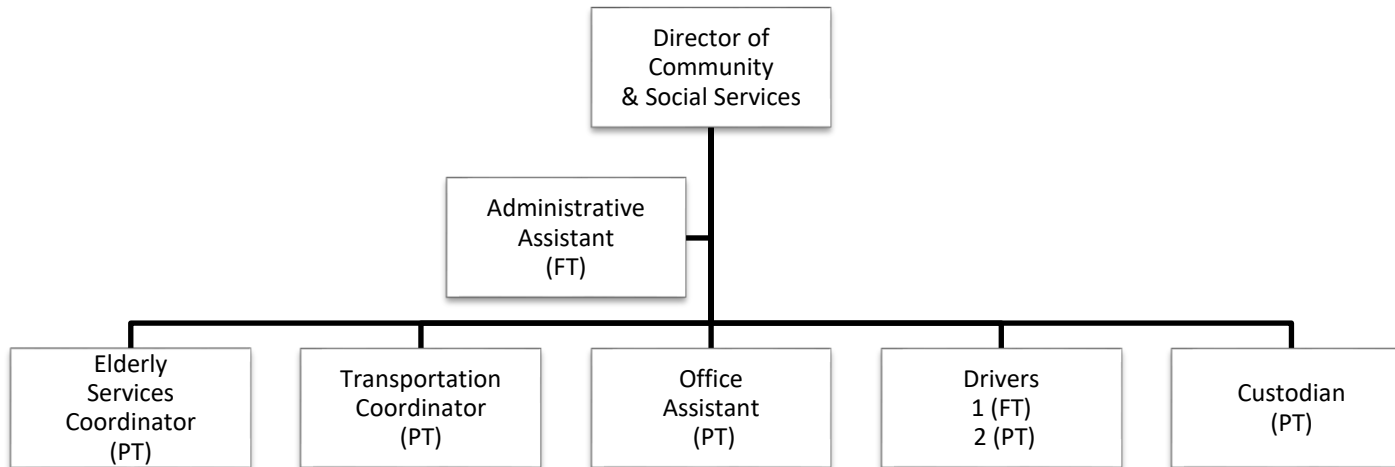 Director of
Community
& Social Services
Administrative
Assistant
(FT)
Elderly
Services
Coordinator
(PT)
Transportation
Coordinator
(PT)
Office
Assistant
(PT)
Drivers
1 (FT)
2 (PT)
Custodian
(PT)